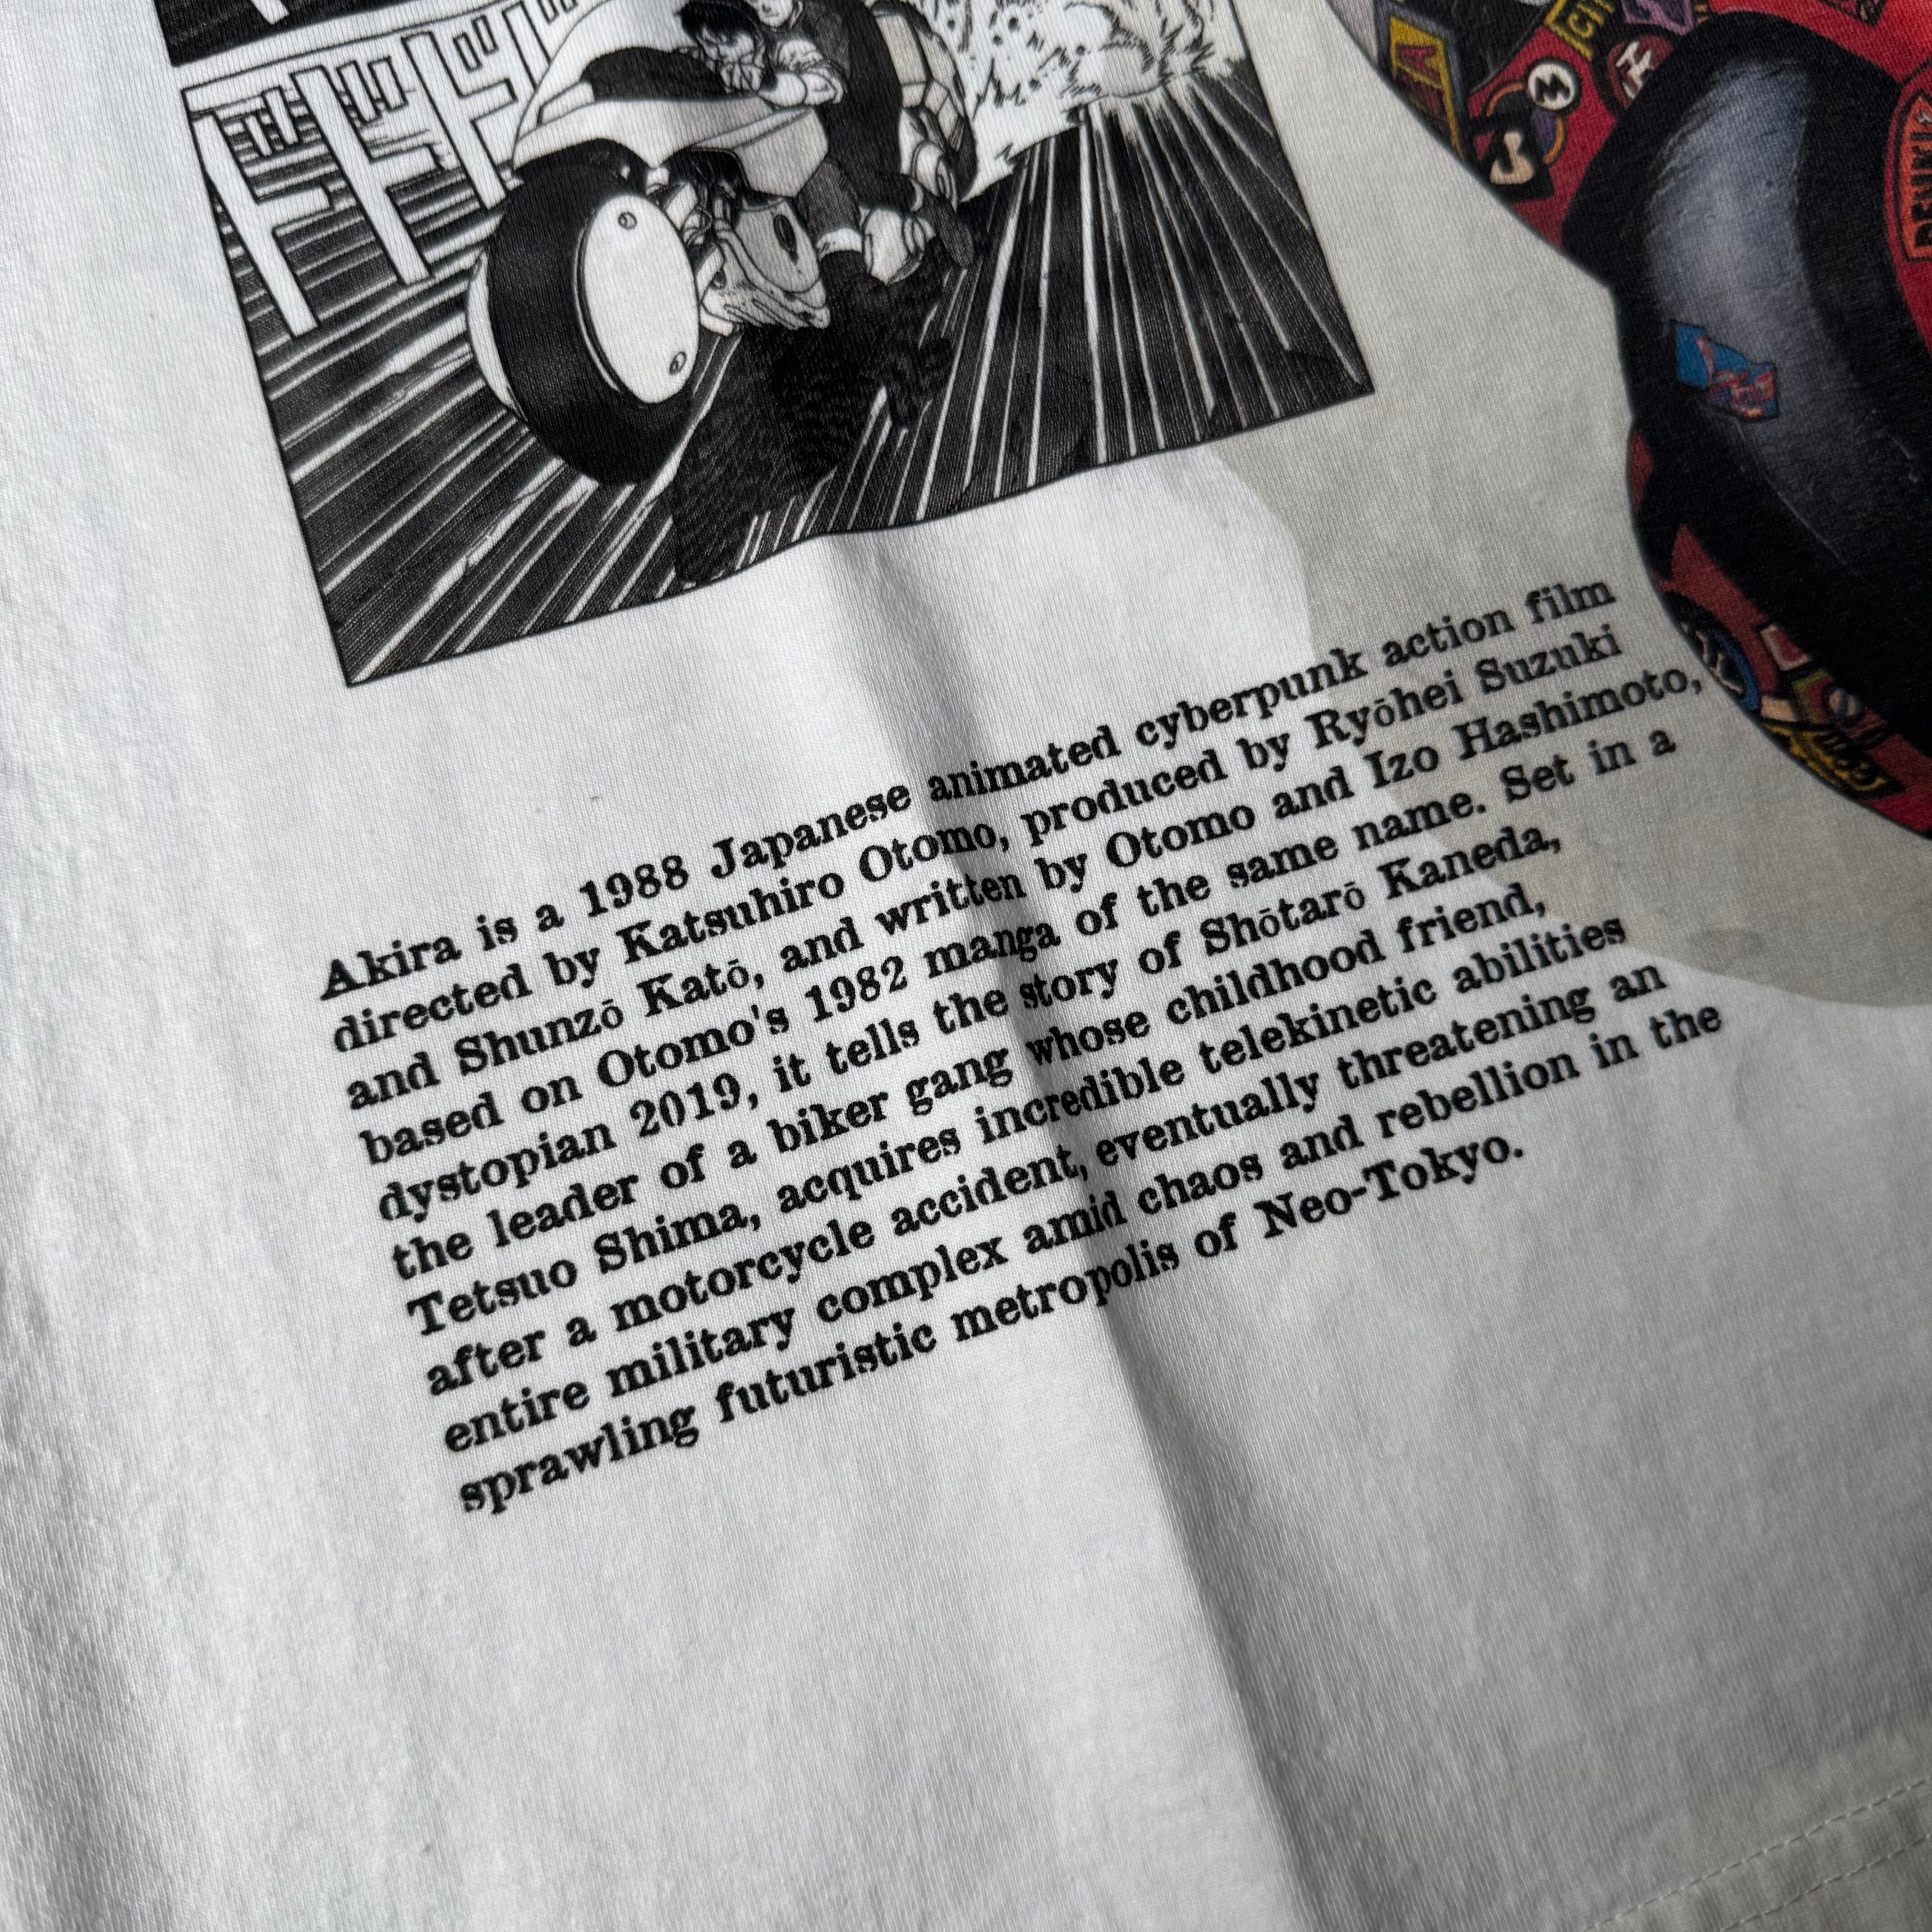 ドドド
Akira is a 1988 Japanese animated cyberpunk action film
directed by Katsuhiro Otomo, produced by Ryōhei Suzuki
and Shunzō Katō, and written by Otomo and Izo Hashimoto,
based on Otomo's 1982 manga of the same name. Set in a
dystopian 2019, it tells the story of Shōtarō Kaneda,
the leader of a biker gang whose childhood friend,
Tetsuo Shima, acquires incredible telekinetic abilities
after a motorcycle accident, eventually threatening an
entire military complex amid chaos and rebellion in the
sprawling futuristic metropolis of Neo-Tokyo.